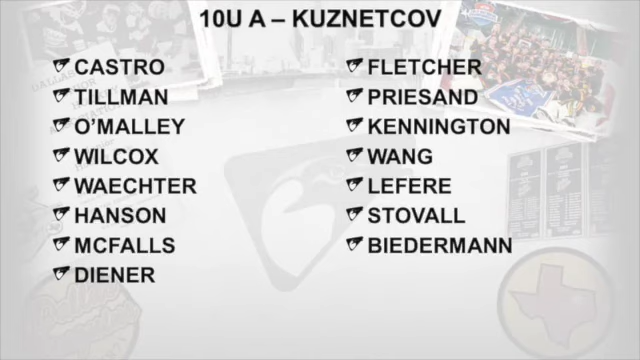 10U A – KUZNETCOV
CASTRO
TILLMAN
O’MALLEY
WILCOX
WAECHTER
HANSON
MCFALLS
DIENER
FLETCHER
PRIESAND
KENNINGTON
WANG
LEFERE
STOVALL
BIEDERMANN